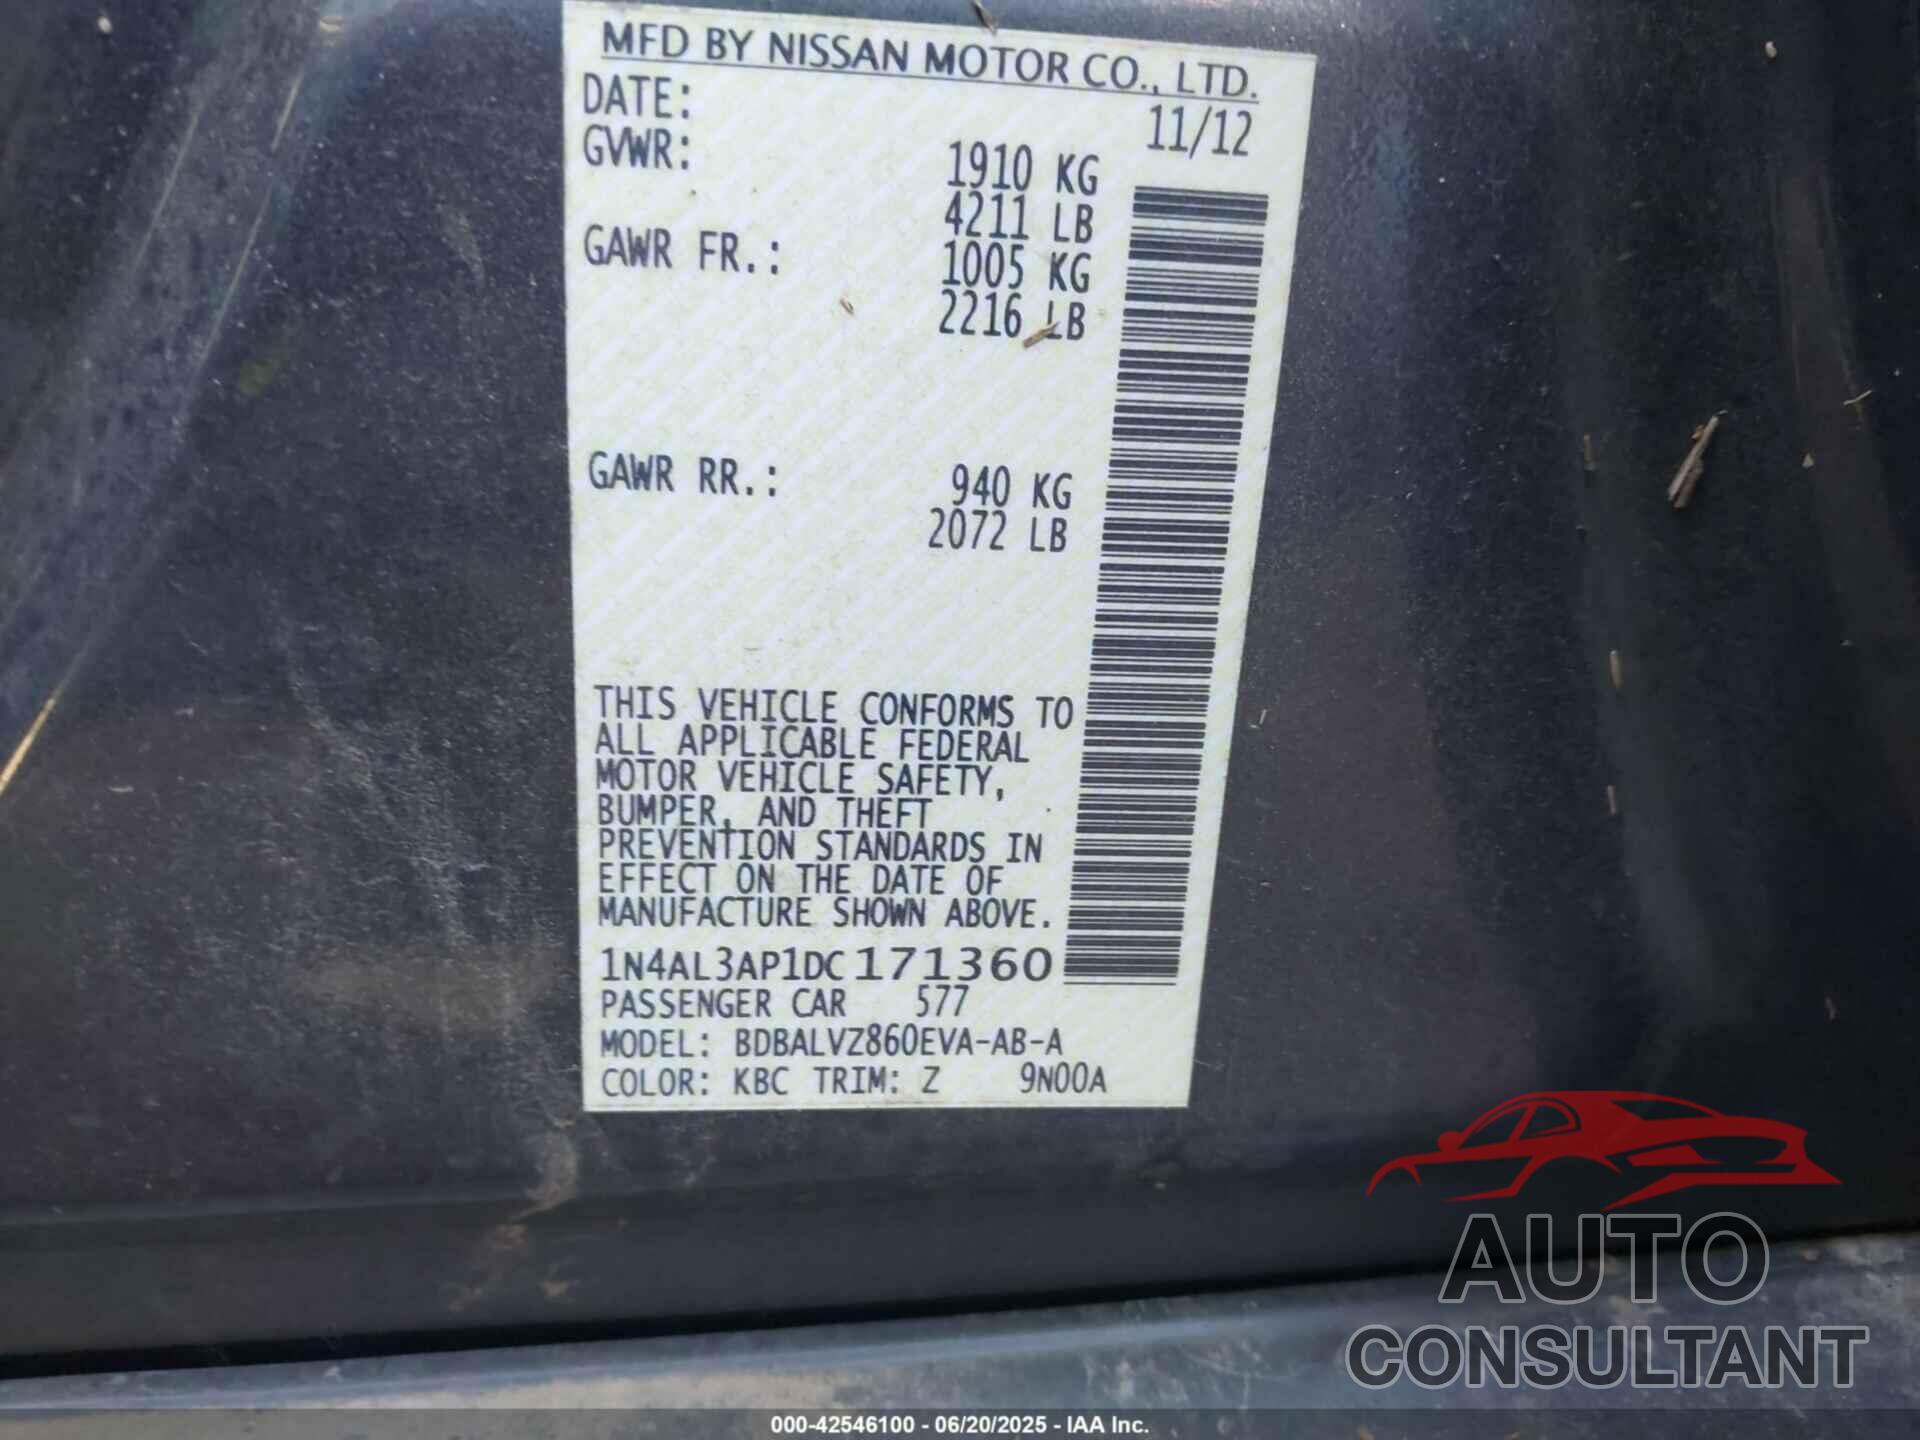 MFD BY NISSAN MOTOR CO., LTD.
DATE: 11/12
GVWR: 1910 KG
4211 LB
GAWR FR.: 1005 KG
2216 LB
GAWR RR.: 940 KG
2072 LB
THIS VEHICLE CONFORMS TO
ALL APPLICABLE FEDERAL
MOTOR VEHICLE SAFETY,
BUMPER, AND THEFT
PREVENTION STANDARDS IN
EFFECT ON THE DATE OF
MANUFACTURE SHOWN ABOVE.
1N4AL3AP1DC171360
PASSENGER CAR 577
MODEL: BDBALVZ860EVA-AB-A
COLOR: KBC TRIM: Z 9N00A
AUTO
CONSULTANT
000-42546100 - 06/20/2025 - IAA Inc.